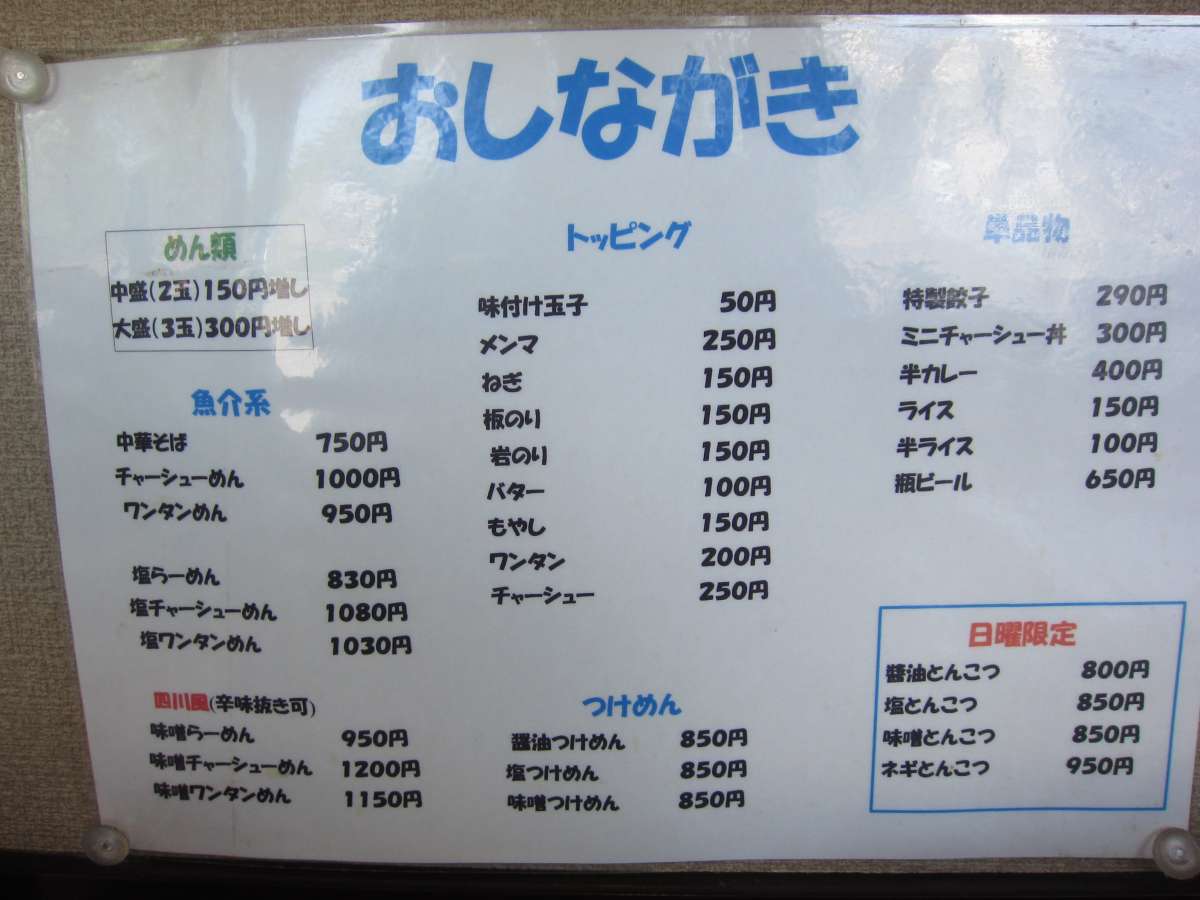 おしながき
めん類
中盛(2玉)150円増し
大盛(3玉)300円増し
魚介系
中華そば 750円
チャーシューめん 1000円
ワンタンめん 950円
塩らーめん 830円
塩チャーシューめん 1080円
塩ワンタンめん 1030円
四川風(辛味抜き可)
味噌らーめん 950円
味噌チャーシューめん 1200円
味噌ワンタンめん 1150円
トッピング
味付け玉子 50円
メンマ 250円
ねぎ 150円
板のり 150円
岩のり 150円
バター 100円
もやし 150円
ワンタン 200円
チャーシュー 250円
つけめん
醤油つけめん 850円
塩つけめん 850円
味噌つけめん 850円
単品物
特製餃子 290円
ミニチャーシュー丼 300円
半カレー 400円
ライス 150円
半ライス 100円
瓶ビール 650円
日曜限定
醤油とんこつ 800円
塩とんこつ 850円
味噌とんこつ 850円
ネギとんこつ 950円